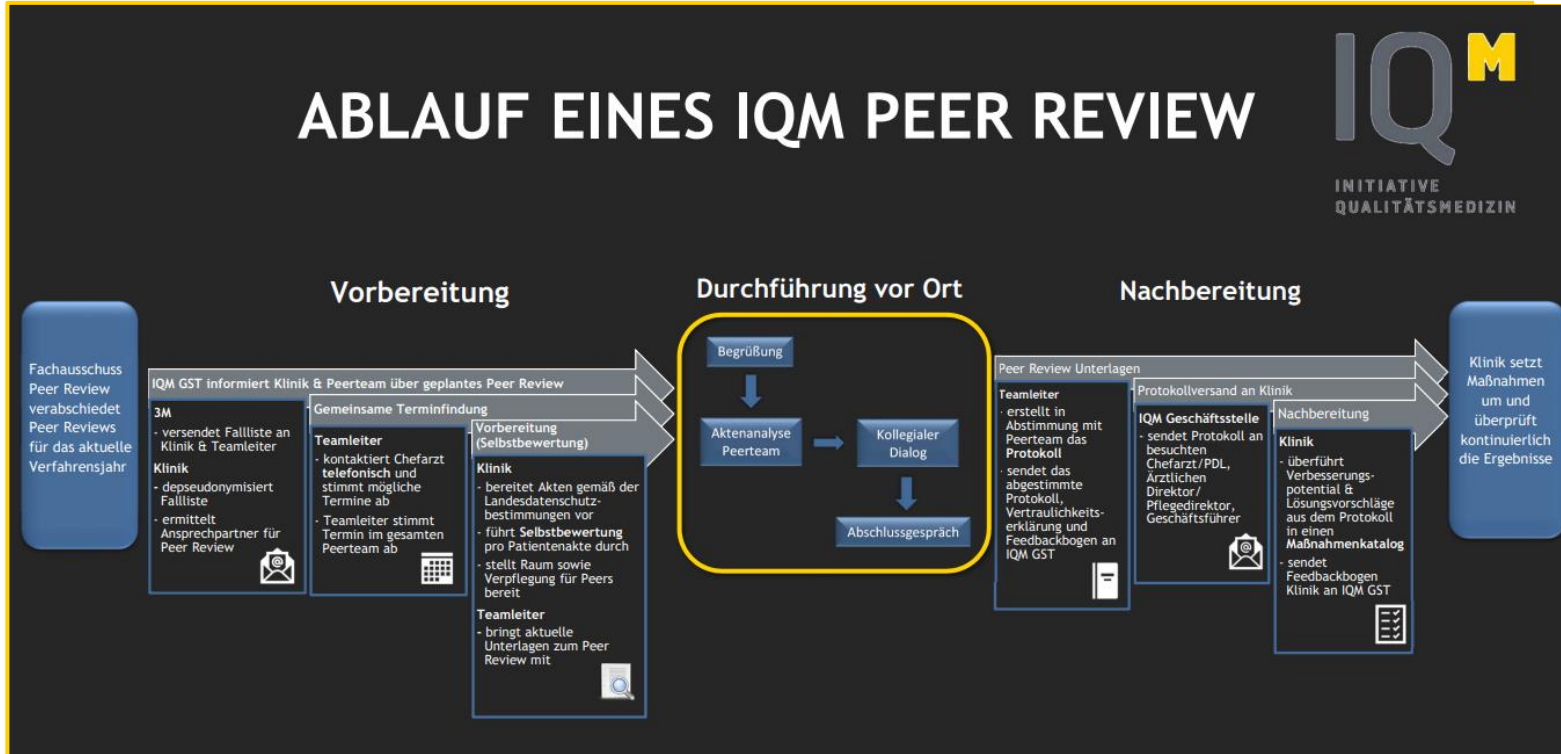 ABLAUF EINES IQM PEER REVIEW
IQM
INITIATIVE
QUALITÄTSMEDIZIN
Vorbereitung
Durchführung vor Ort
Nachbereitung
Fachausschuss
Peer Review
verabschiedet
Peer Reviews
für das aktuelle
Verfahrensjahr
IQM GST informiert Klinik & Peerteam über geplantes Peer Review
3M
- versendet Fallliste an
Klinik & Teamleiter
Klinik
- depseudonymisiert
Fallliste
- ermittelt
Ansprechpartner für
Peer Review
Gemeinsame Terminfindung
Teamleiter
- kontaktiert Chefarzt
telefonisch und
stimmt mögliche
Termine ab
- Teamleiter stimmt
Termin im gesamten
Peerteam ab
Vorbereitung
(Selbstbewertung)
Klinik
- bereitet Akten gemäß der
Landesdatenschutz-
bestimmungen vor
- führt Selbstbewertung
pro Patientenakte durch
- stellt Raum sowie
Verpflegung für Peers
bereit
Teamleiter
- bringt aktuelle
Unterlagen zum Peer
Review mit
Begrüßung
Aktenanalyse
Peerteam
Kollegialer
Dialog
Abschlussgespräch
Peer Review Unterlagen
Teamleiter
- erstellt in
Abstimmung mit
Peerteam das
Protokoll
- sendet das
abgestimmte
Protokoll,
Vertraulichkeits-
erklärung und
Feedbackbogen an
IQM GST
Protokollversand an Klinik
IQM Geschäftsstelle
- sendet Protokoll an
besuchten
Chefarzt/PDL,
Ärztlichen
Direktor/
Pflegedirektor,
Geschäftsführer
Nachbereitung
Klinik
- überführt
Verbesserungs-
potential &
Lösungsvorschläge
aus dem Protokoll
in einen
Maßnahmenkatalog
- sendet
Feedbackbogen
Klinik an IQM GST
Klinik setzt
Maßnahmen
um und
überprüft
kontinuierlich
die Ergebnisse